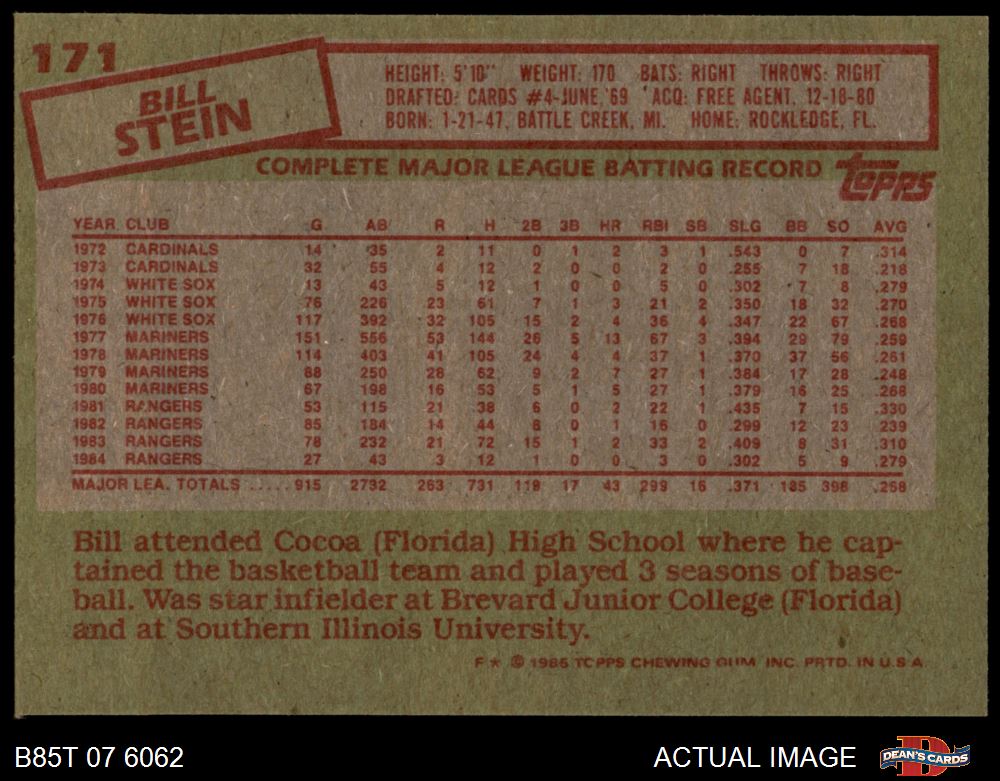 171
BILL
STEIN
HEIGHT: 5'10" WEIGHT: 170 BATS: RIGHT THROWS: RIGHT
DRAFTED: CARDS #4-JUNE,'69 ACQ: FREE AGENT, 12-18-80
BORN: 1-21-47, BATTLE CREEK, MI. HOME: ROCKLEDGE, FL.
COMPLETE MAJOR LEAGUE BATTING RECORD
TOPPS
YEAR CLUB G AB R H 2B 3B HR RBI SB SLG BB SO AVG
1972 CARDINALS 14 35 2 11 0 1 2 3 1 .543 0 7 .314
1973 CARDINALS 32 55 4 12 2 0 0 2 0 .255 7 18 .218
1974 WHITE SOX 13 43 5 12 1 0 0 5 0 .302 7 8 .279
1975 WHITE SOX 76 226 23 61 7 1 3 21 2 .350 18 32 .270
1976 WHITE SOX 117 392 32 105 15 2 4 36 4 .347 22 67 .268
1977 MARINERS 151 556 53 144 26 5 13 67 3 .394 29 79 .259
1978 MARINERS 114 403 41 105 24 4 4 37 1 .370 37 56 .261
1979 MARINERS 88 250 28 62 9 2 7 27 1 .384 17 28 .248
1980 MARINERS 67 198 16 53 5 1 5 27 1 .379 16 25 .268
1981 RANGERS 53 115 21 38 6 0 2 22 1 .435 7 15 .330
1982 RANGERS 85 184 14 44 8 0 1 16 0 .299 12 23 .239
1983 RANGERS 78 232 21 72 15 1 2 33 2 .409 8 31 .310
1984 RANGERS 27 43 3 12 1 0 0 3 0 .302 5 9 .279
MAJOR LEA. TOTALS ..... 915 2732 263 731 119 17 43 299 16 .371 185 398 .268
Bill attended Cocoa (Florida) High School where he cap-
tained the basketball team and played 3 seasons of base-
ball. Was star infielder at Brevard Junior College (Florida)
and at Southern Illinois University.
F * © 1985 TOPPS CHEWING GUM, INC. PRTD. IN U.S.A.
B85T 07 6062
ACTUAL IMAGE
DEAN'S CARDS